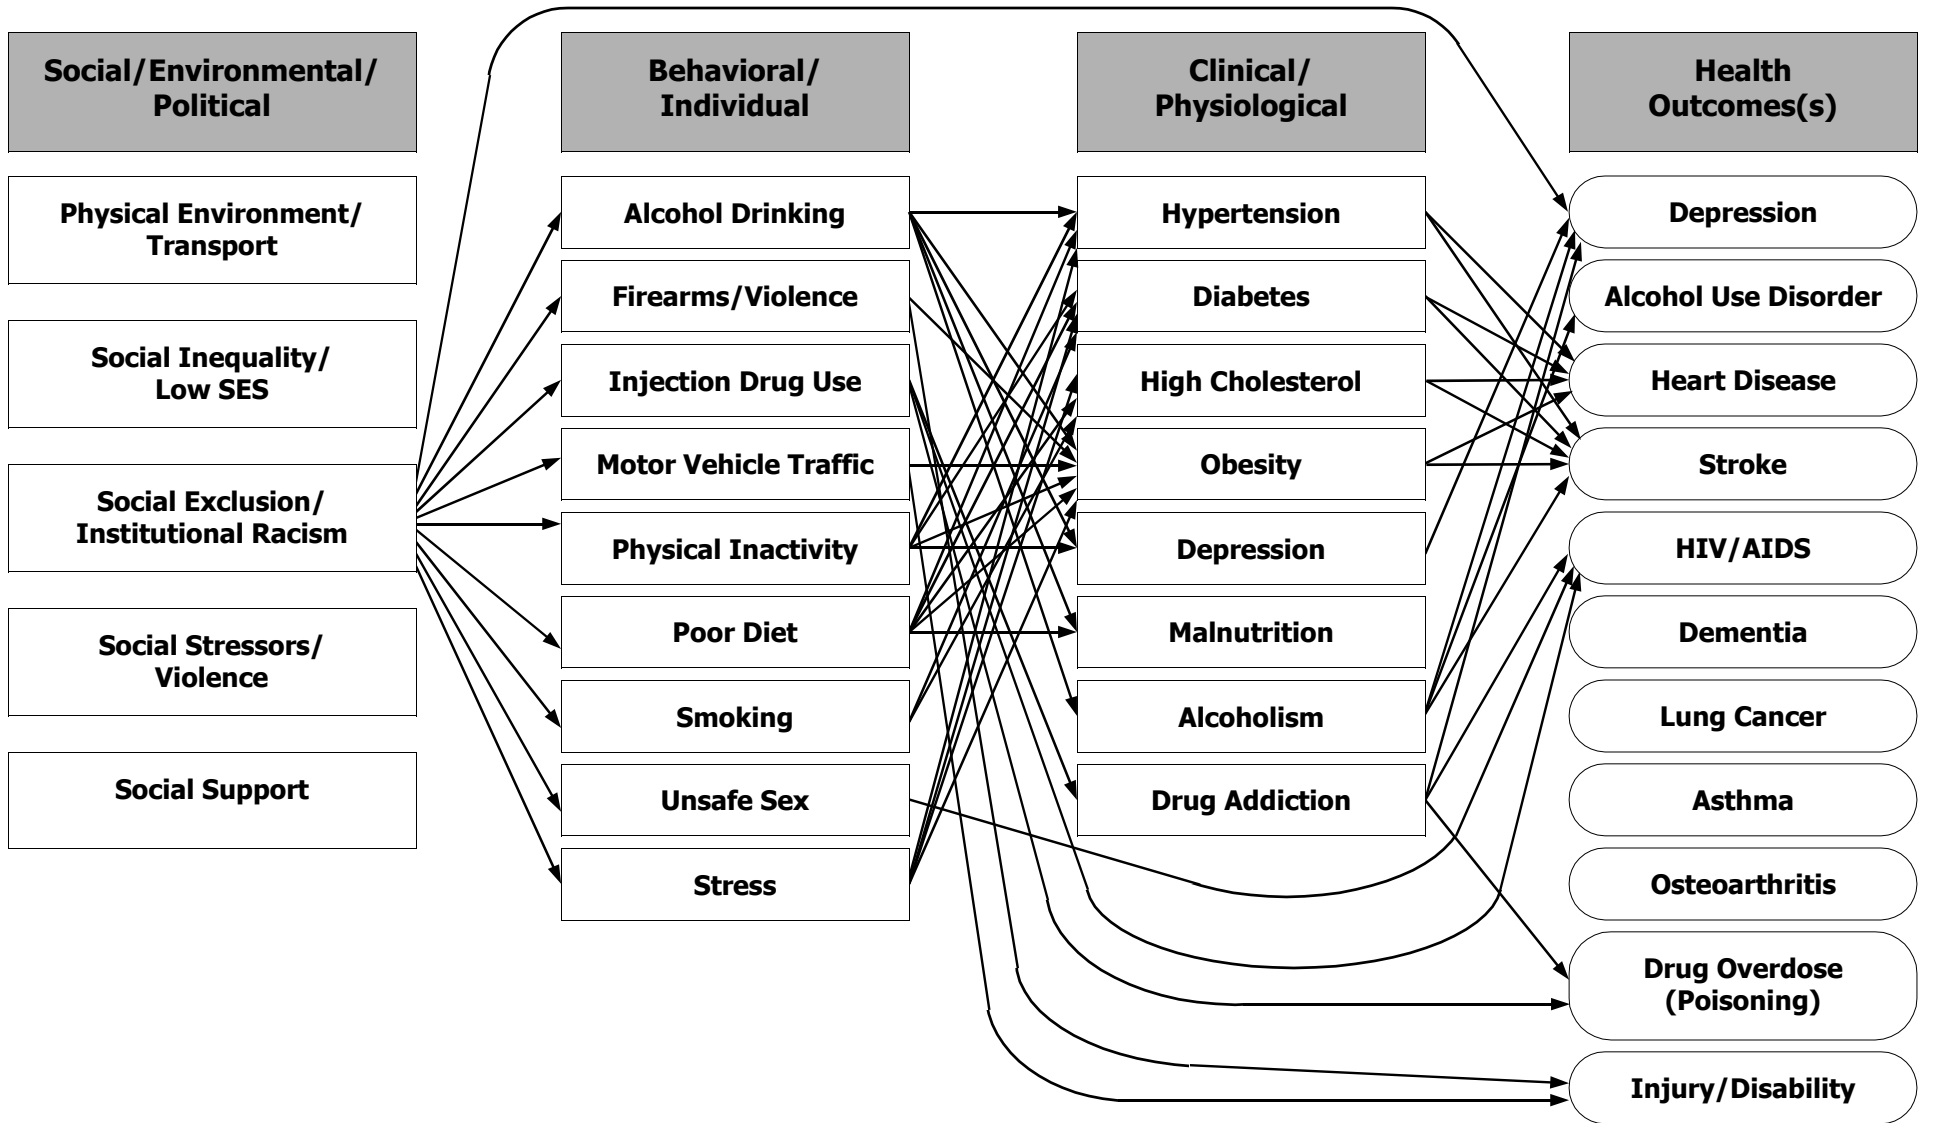 Social/Environmental/
Political
Physical Environment/
Transport
Social Inequality/
Low SES
Social Exclusion/
Institutional Racism
Social Stressors/
Violence
Social Support
Behavioral/
Individual
Alcohol Drinking
Firearms/Violence
Injection Drug Use
Motor Vehicle Traffic
Physical Inactivity
Poor Diet
Smoking
Unsafe Sex
Stress
Clinical/
Physiological
Hypertension
Diabetes
High Cholesterol
Obesity
Depression
Malnutrition
Alcoholism
Drug Addiction
Health
Outcomes(s)
Depression
Alcohol Use Disorder
Heart Disease
Stroke
HIV/AIDS
Dementia
Lung Cancer
Asthma
Osteoarthritis
Drug Overdose
(Poisoning)
Injury/Disability